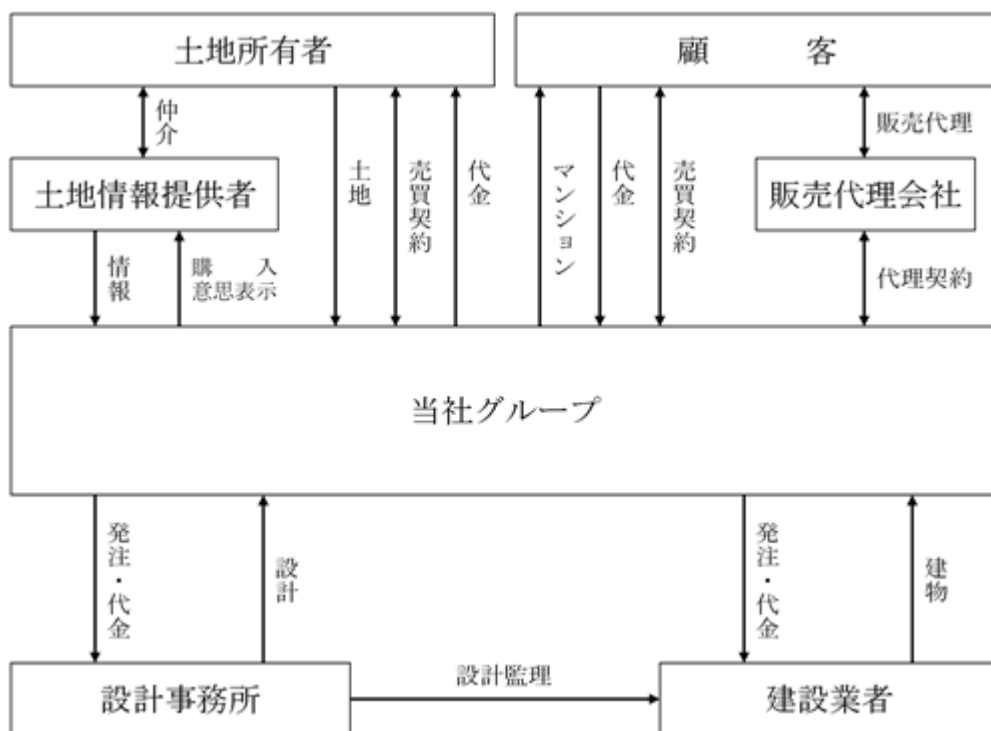 土地所有者
顧客
仲介
土地
売買契約
代金
マンション
代金
売買契約
販売代理
土地情報提供者
販売代理会社
情報
購入
意思表示
代理契約
当社グループ
発注・代金
設計
発注・代金
建物
設計監理
設計事務所
建設業者